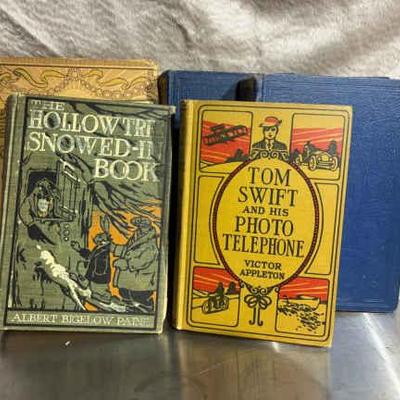 THE
HOLLOW TREE
SNOWED-IN
BOOK
ALBERT BIGELOW PAINE
TOM
SWIFT
AND HIS
PHOTO
TELEPHONE
VICTOR
APPLETON